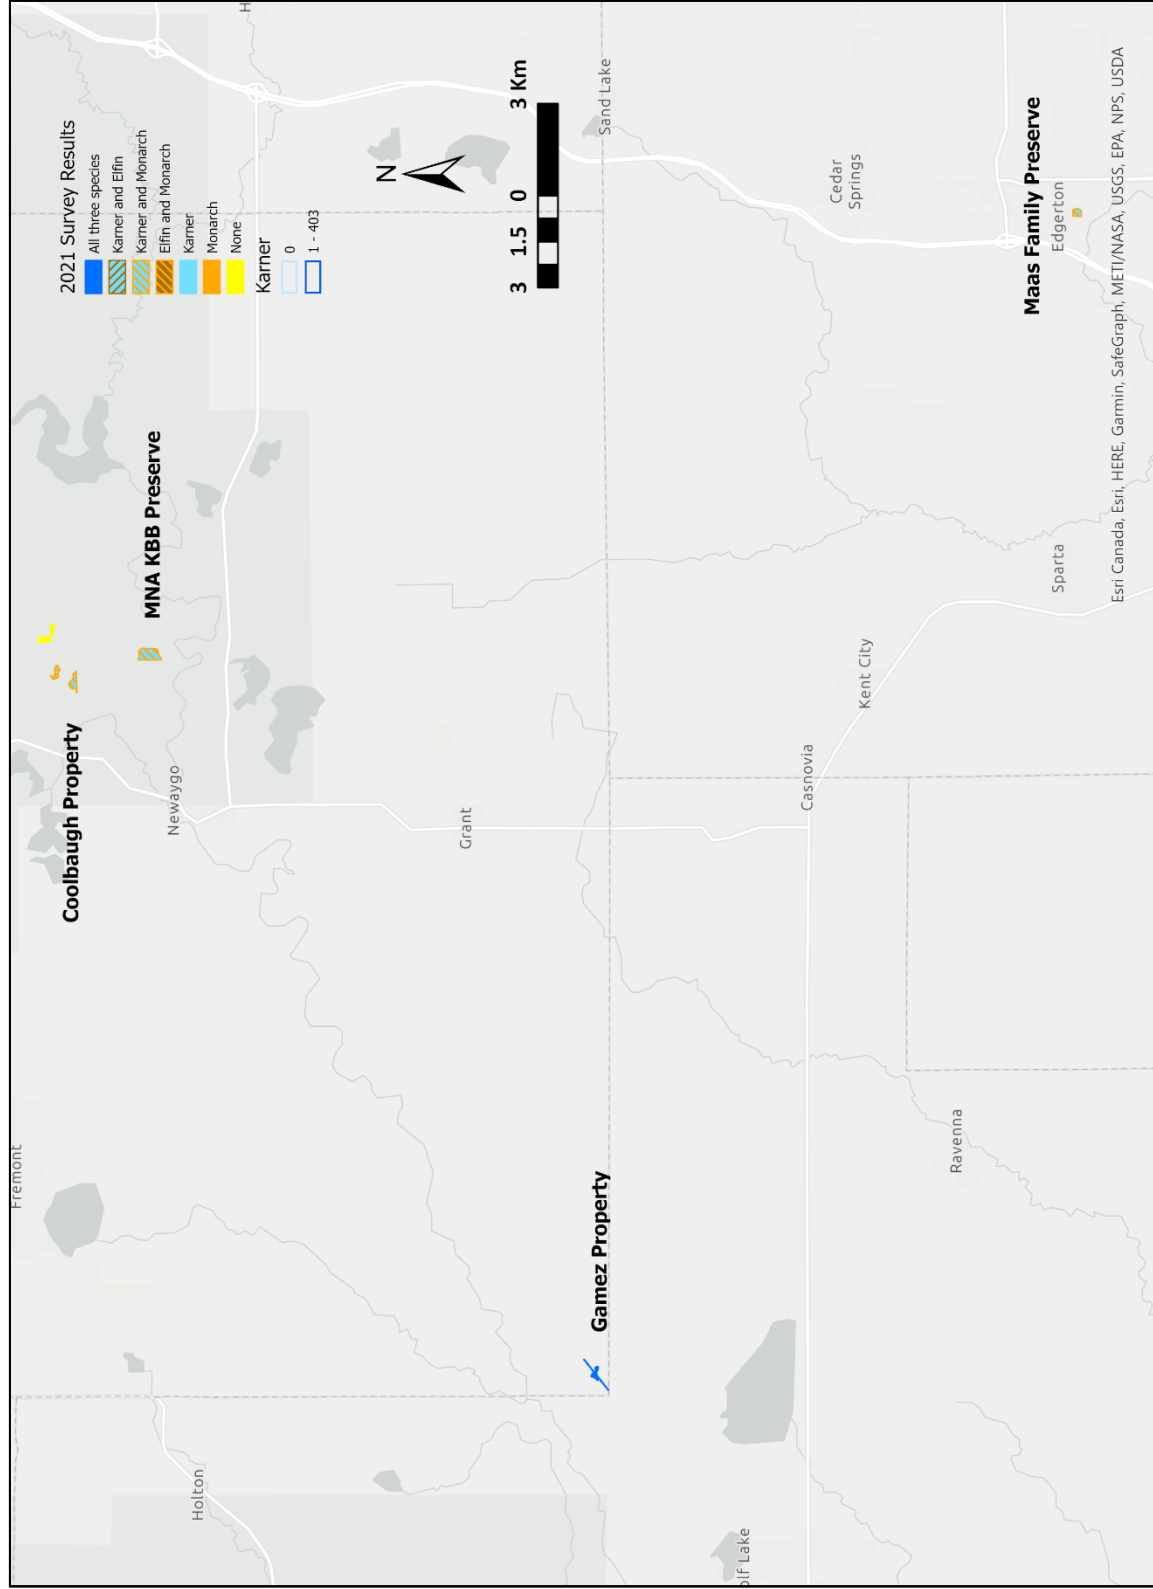 2021 Survey Results
All three species
Karner and Elfin
Karner and Monarch
Elfin and Monarch
Karner
Monarch
None
Karner
0
1 - 403
N
3 1.5 0 3 Km
Fremont
Holton
Coolbaugh Property
Newaygo
MNA KBB Preserve
H
Grant
Sand Lake
Gamez Property
Casnovia
Kent City
Cedar
Springs
Ravenna
Sparta
Maas Family Preserve
Edgerton
olf Lake
Esri Canada, Esri, HERE, Garmin, SafeGraph, METI/NASA, USGS, EPA, NPS, USDA